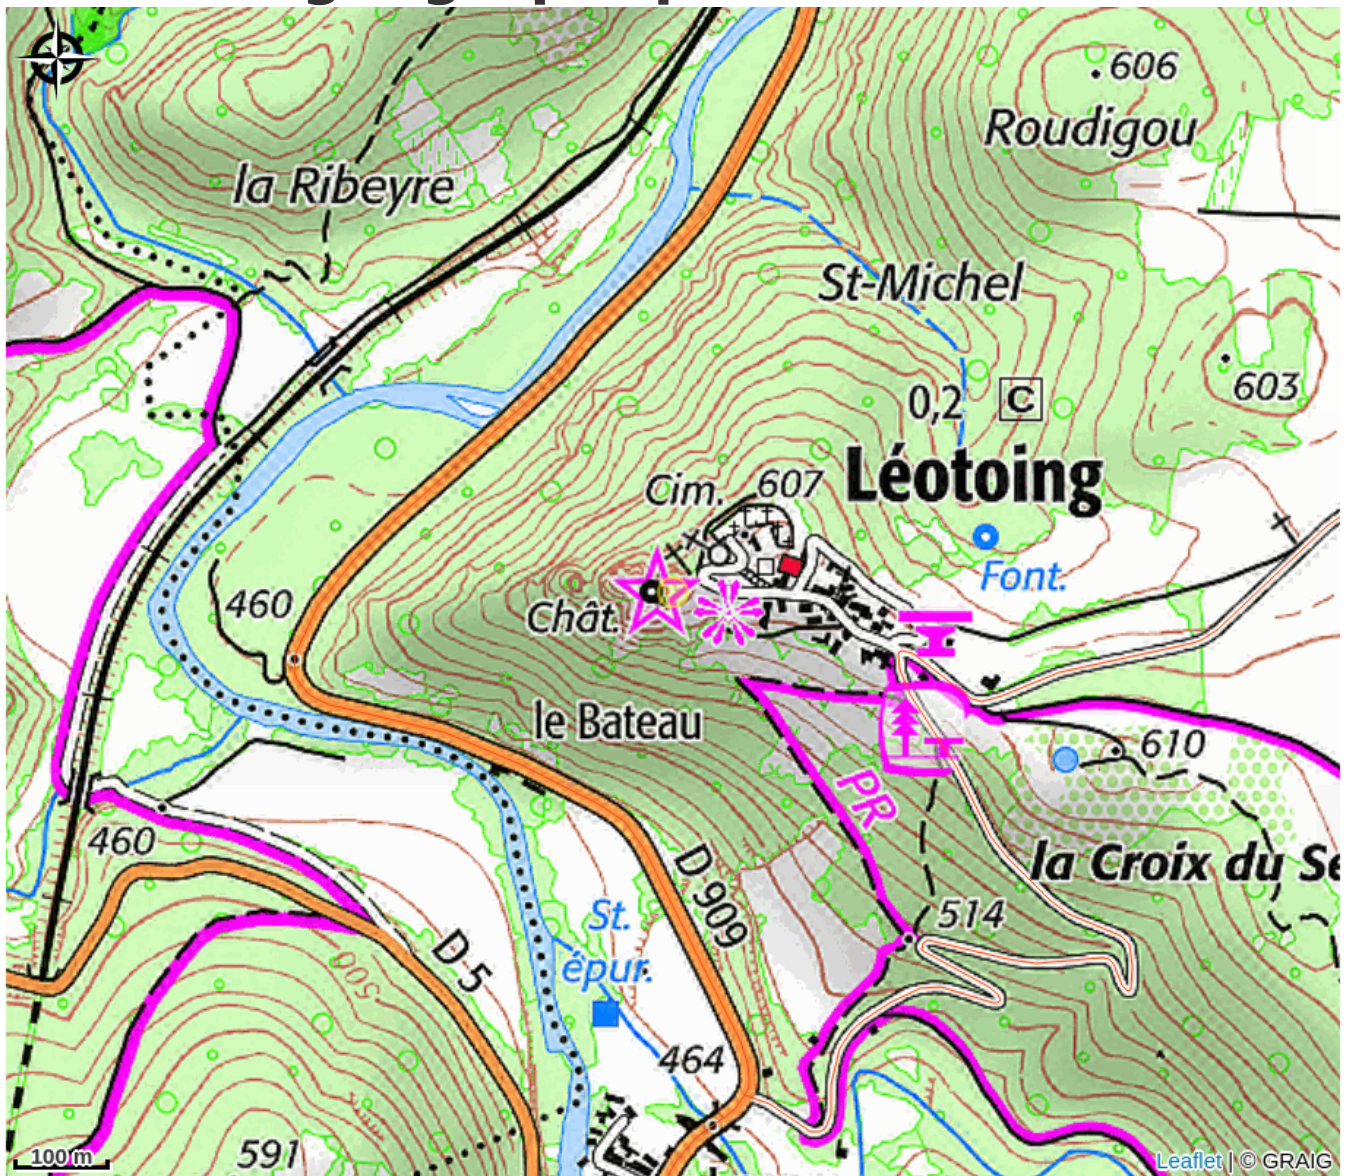 606
Roudigou
la Ribeyre
St-Michel
603
0,2 C
Léotoing
Cim. 607
Font.
460
Chât.
le Bateau
610
PR
460
la Croix du Se
D 909
514
St.
épur.
D 5
500
464
591
100 m
Leaflet | © GRAIG